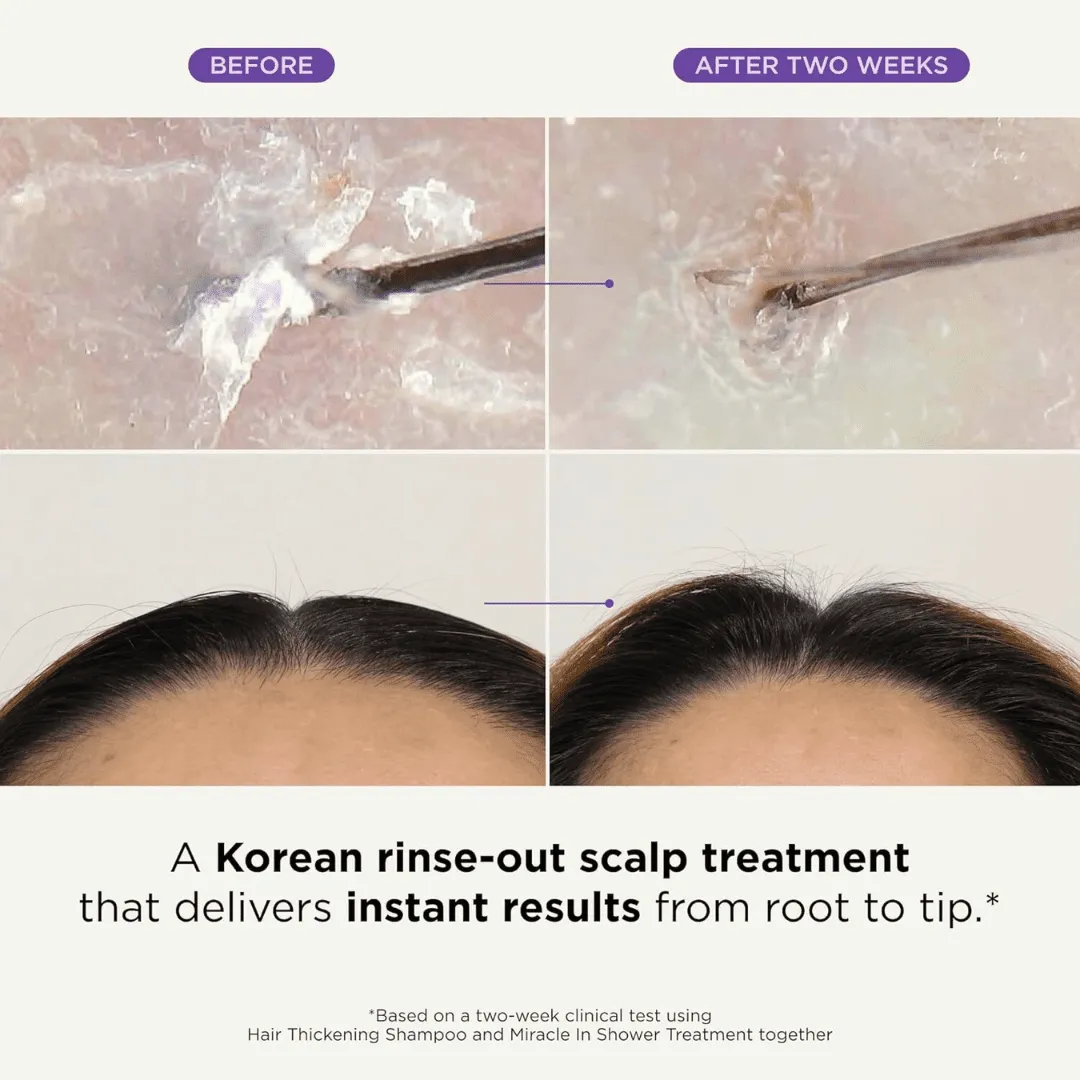 BEFORE
AFTER TWO WEEKS
A Korean rinse-out scalp treatment
that delivers instant results from root to tip.*
*Based on a two-week clinical test using
Hair Thickening Shampoo and Miracle In Shower Treatment together